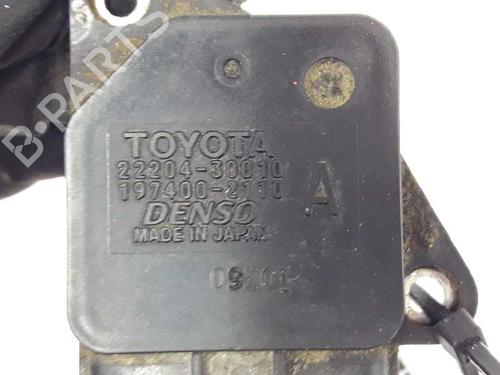 TOYOTA
22204-30010
197400-2110
A
DENSO
MADE IN JAPAN
B-PARTS